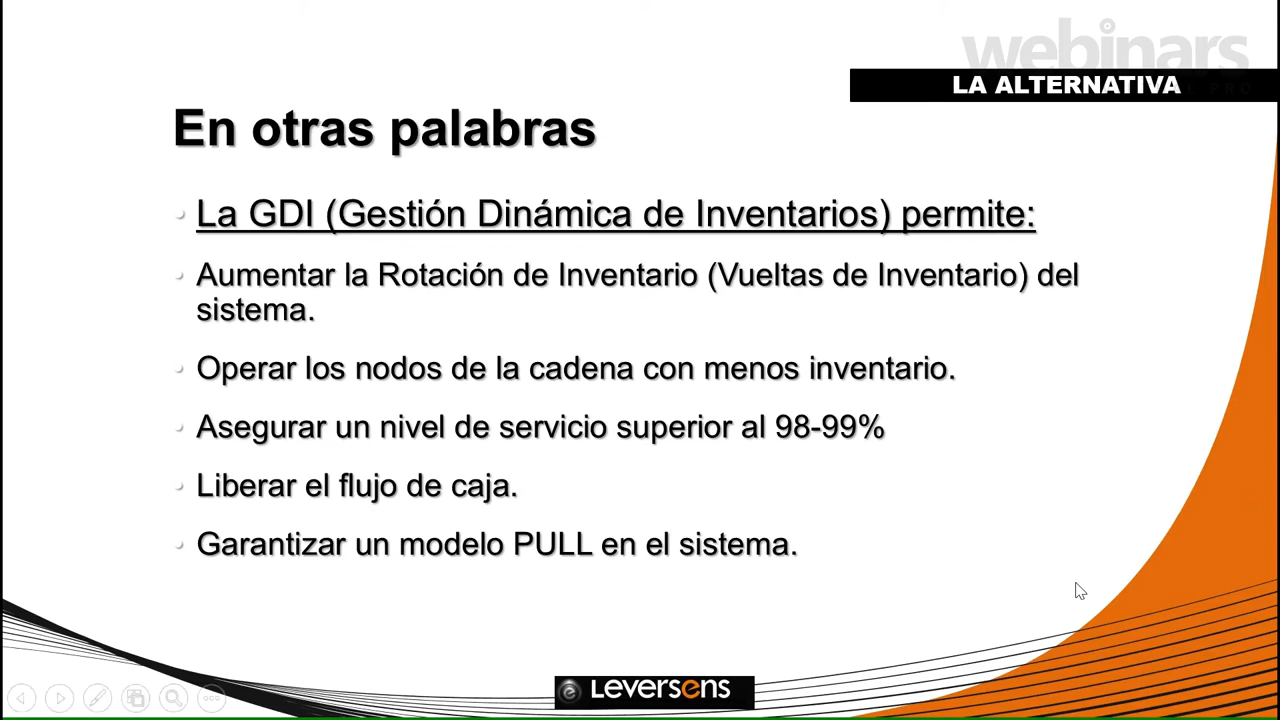 webinars
LA ALTERNATIVA
PRO
En otras palabras
La GDI (Gestión Dinámica de Inventarios) permite:
Aumentar la Rotación de Inventario (Vueltas de Inventario) del
sistema.
Operar los nodos de la cadena con menos inventario.
Asegurar un nivel de servicio superior al 98-99%
Liberar el flujo de caja.
Garantizar un modelo PULL en el sistema.
e LEVERSENS